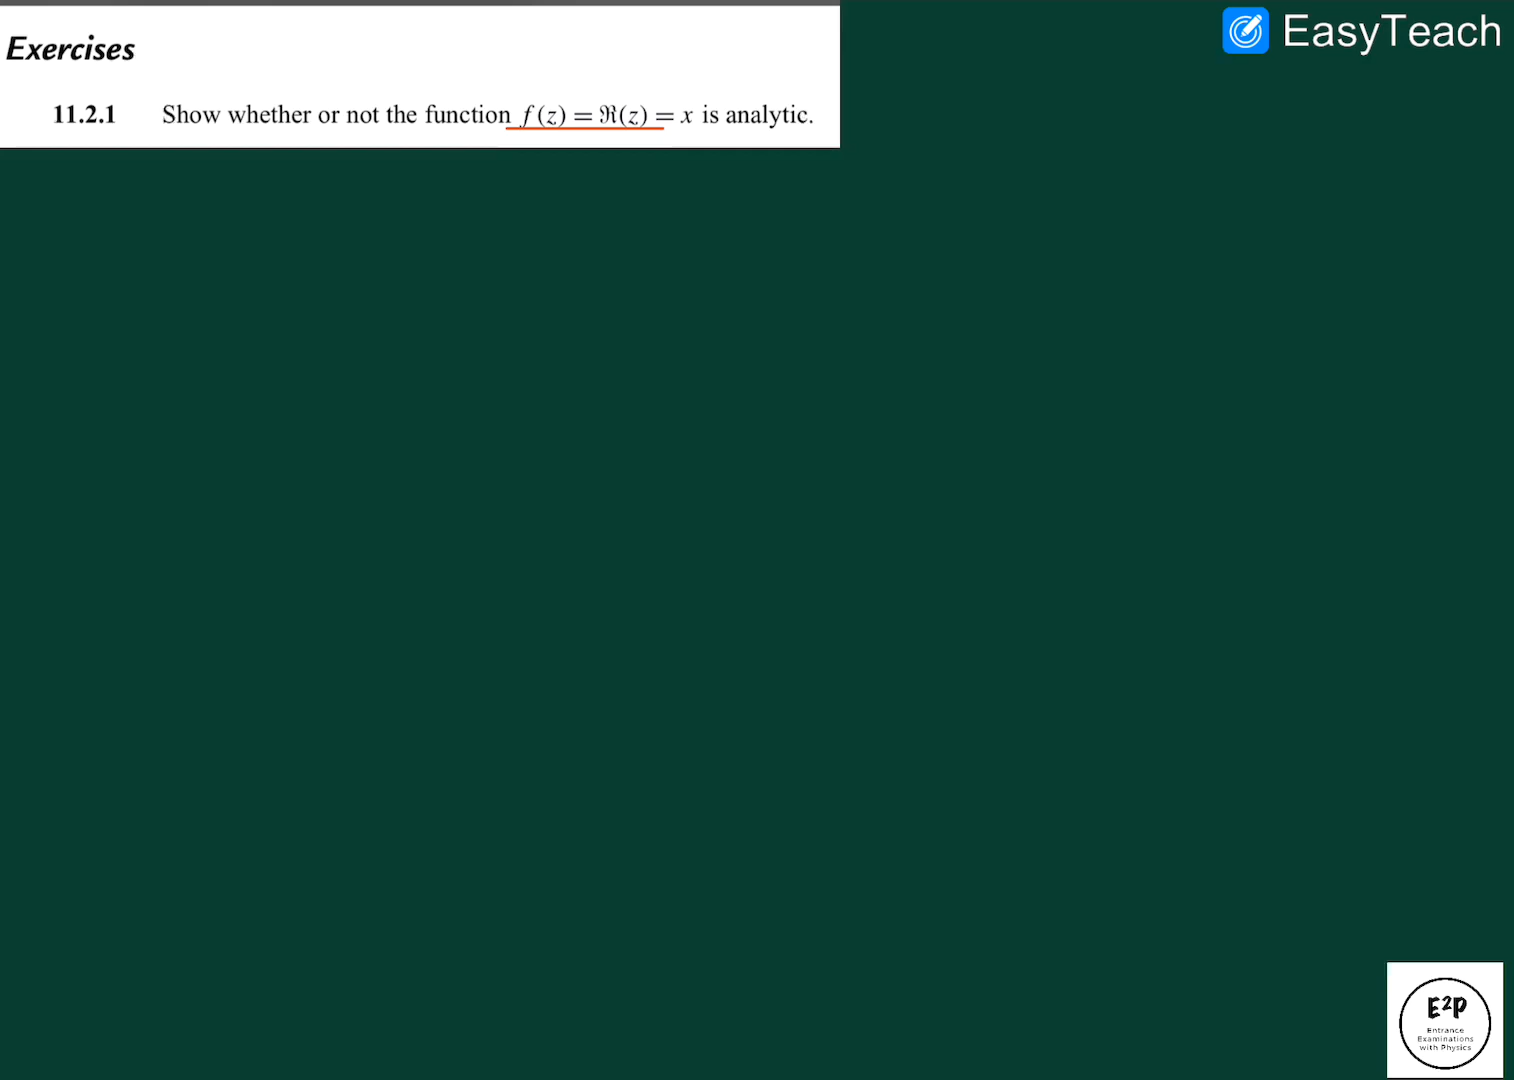 EasyTeach
Exercises
11.2.1 Show whether or not the function f(z) = ℜ(z) = x is analytic.
E²P
Entrance
Examinations
with Physics